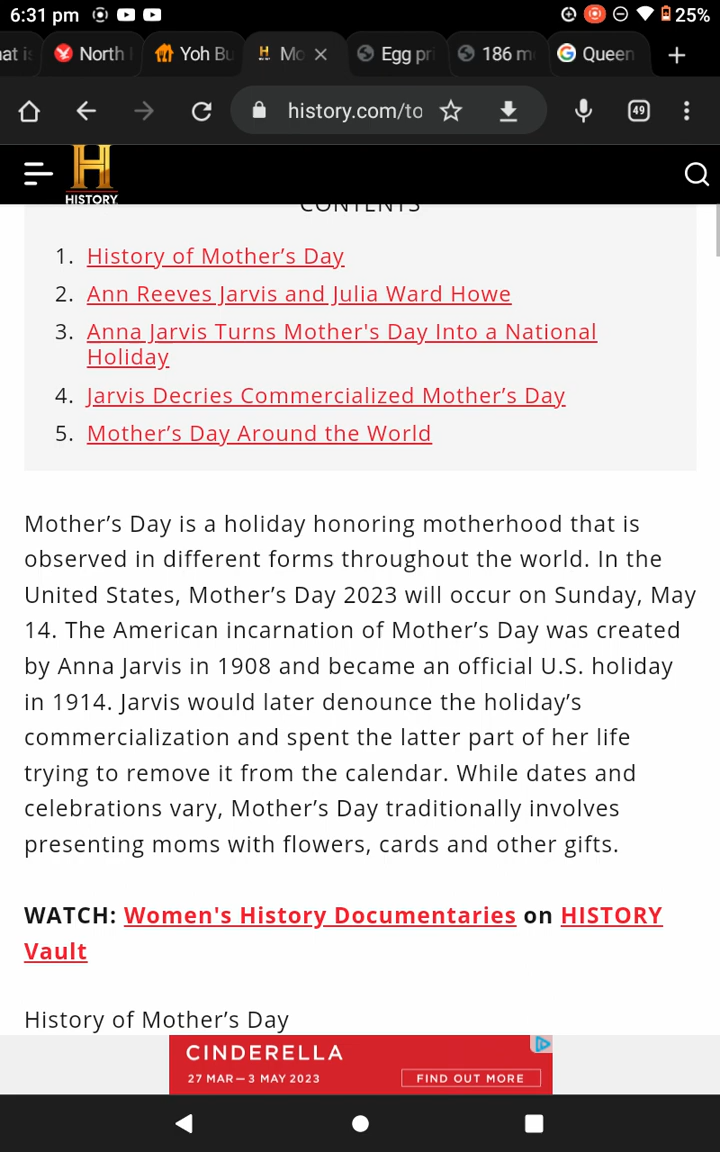 6:31 pm 25%
at is North Yoh Bu Mo Egg pri 186 m Queen
history.com/to 49
H
HISTORY
CONTENTS
1. History of Mother’s Day
2. Ann Reeves Jarvis and Julia Ward Howe
3. Anna Jarvis Turns Mother's Day Into a National
Holiday
4. Jarvis Decries Commercialized Mother’s Day
5. Mother’s Day Around the World
Mother’s Day is a holiday honoring motherhood that is
observed in different forms throughout the world. In the
United States, Mother’s Day 2023 will occur on Sunday, May
14. The American incarnation of Mother’s Day was created
by Anna Jarvis in 1908 and became an official U.S. holiday
in 1914. Jarvis would later denounce the holiday’s
commercialization and spent the latter part of her life
trying to remove it from the calendar. While dates and
celebrations vary, Mother’s Day traditionally involves
presenting moms with flowers, cards and other gifts.
WATCH: Women's History Documentaries on HISTORY
Vault
History of Mother’s Day
CINDERELLA
27 MAR – 3 MAY 2023 FIND OUT MORE